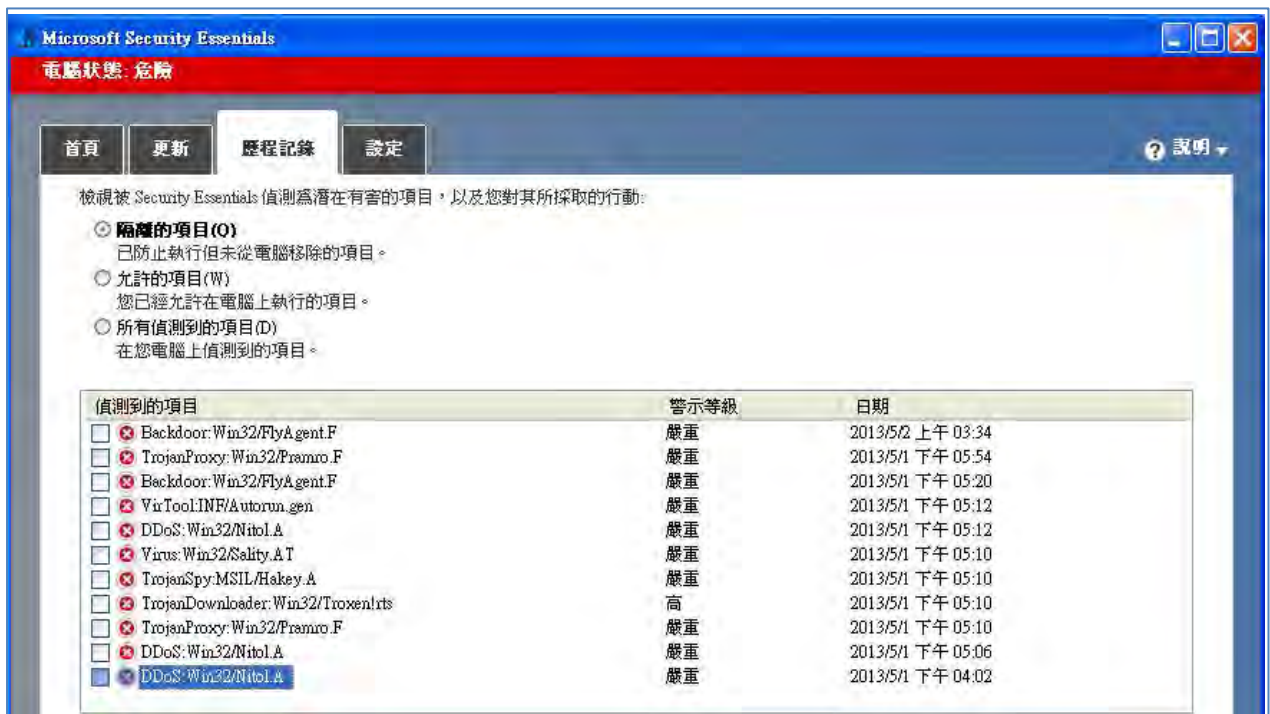 Microsoft Security Essentials
電腦狀態: 危險
首頁 更新 歷程記錄 設定 說明
檢視被 Security Essentials 偵測為潛在有害的項目，以及您對其所採取的行動:
隔離的項目(Q)
已防止執行但未從電腦移除的項目。
允許的項目(W)
您已經允許在電腦上執行的項目。
所有偵測到的項目(D)
在您電腦上偵測到的項目。
偵測到的項目 警示等級 日期
Backdoor:Win32/FlyAgent.F 嚴重 2013/5/2 上午 03:34
TrojanProxy:Win32/Pramro.F 嚴重 2013/5/1 下午 05:54
Backdoor:Win32/FlyAgent.F 嚴重 2013/5/1 下午 05:20
VirTool:INF/Autorun.gen 嚴重 2013/5/1 下午 05:12
DDoS:Win32/Nitol.A 嚴重 2013/5/1 下午 05:12
Virus:Win32/Sality.AT 嚴重 2013/5/1 下午 05:10
TrojanSpy:MSIL/Hakey.A 嚴重 2013/5/1 下午 05:10
TrojanDownloader:Win32/Troxen!rts 高 2013/5/1 下午 05:10
TrojanProxy:Win32/Pramro.F 嚴重 2013/5/1 下午 05:10
DDoS:Win32/Nitol.A 嚴重 2013/5/1 下午 05:06
DDoS:Win32/Nitol.A 嚴重 2013/5/1 下午 04:02